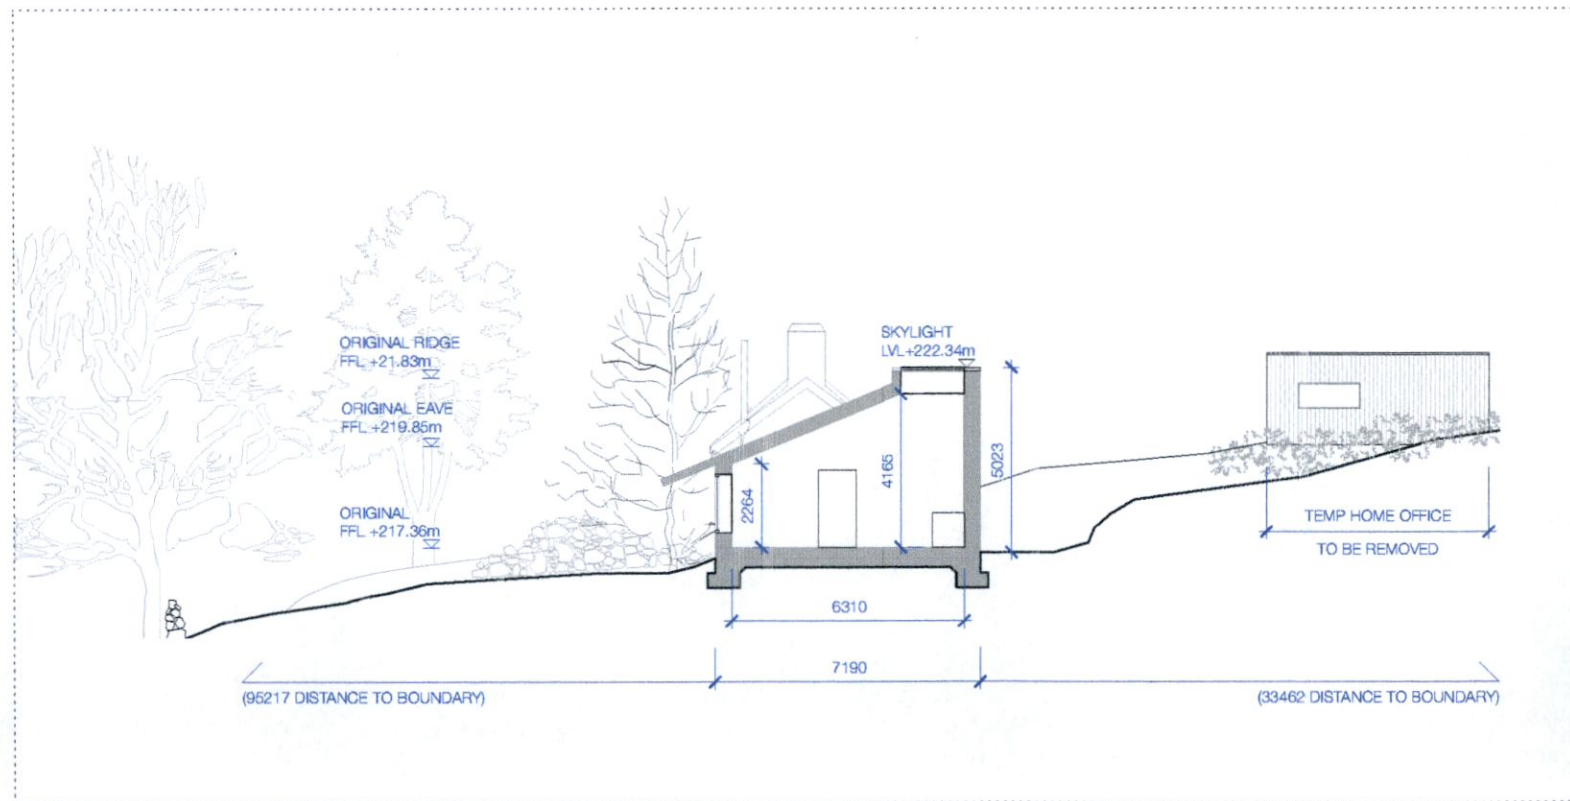 ORIGINAL RIDGE
FFL +21.83m
ORIGINAL EAVE
FFL +219.85m
ORIGINAL
FFL +217.36m
SKYLIGHT
LVL+222.34m
2264
4165
5023
TEMP HOME OFFICE
TO BE REMOVED
6310
7190
(95217 DISTANCE TO BOUNDARY)
(33462 DISTANCE TO BOUNDARY)